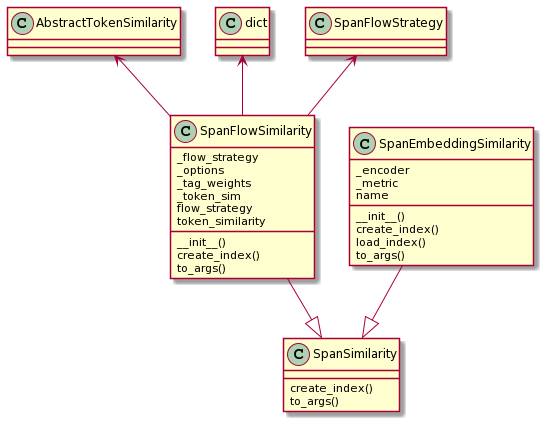 C AbstractTokenSimilarity
C dict
C SpanFlowStrategy
C SpanFlowSimilarity
_flow_strategy
_options
_tag_weights
_token_sim
flow_strategy
token_similarity
__init__()
create_index()
to_args()
C SpanEmbeddingSimilarity
_encoder
_metric
name
__init__()
create_index()
load_index()
to_args()
C SpanSimilarity
create_index()
to_args()